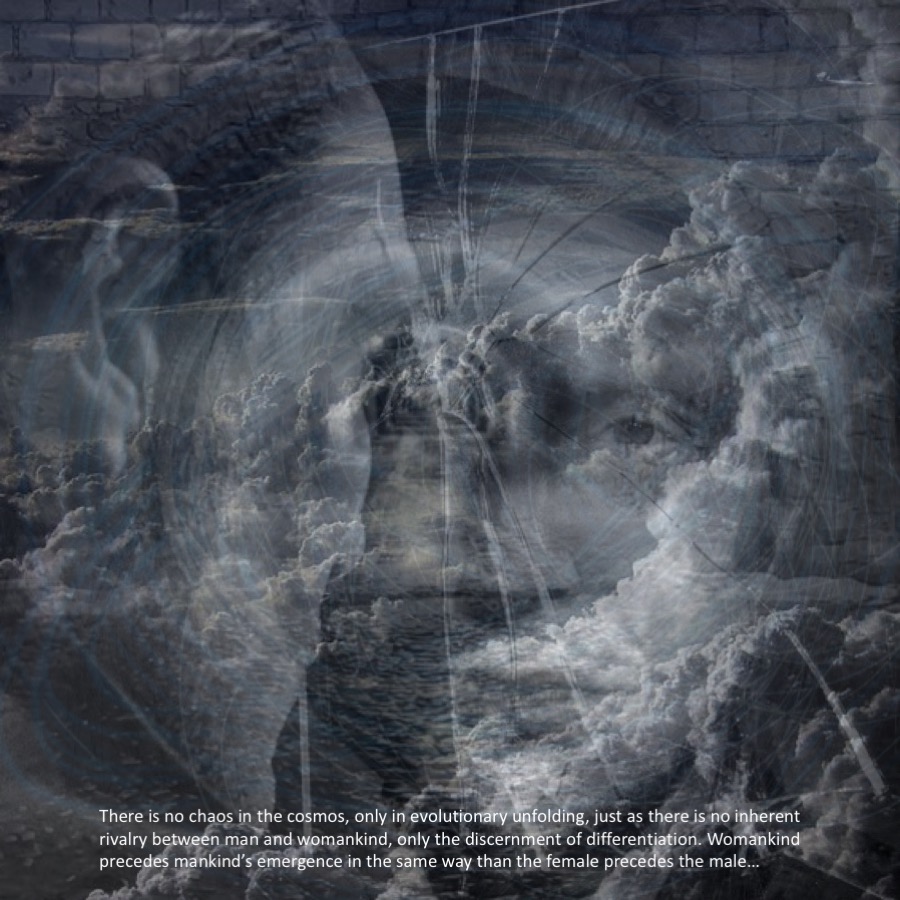 There is no chaos in the cosmos, only in evolutionary unfolding, just as there is no inherent
rivalry between man and womankind, only the discernment of differentiation. Womankind
precedes mankind’s emergence in the same way than the female precedes the male...